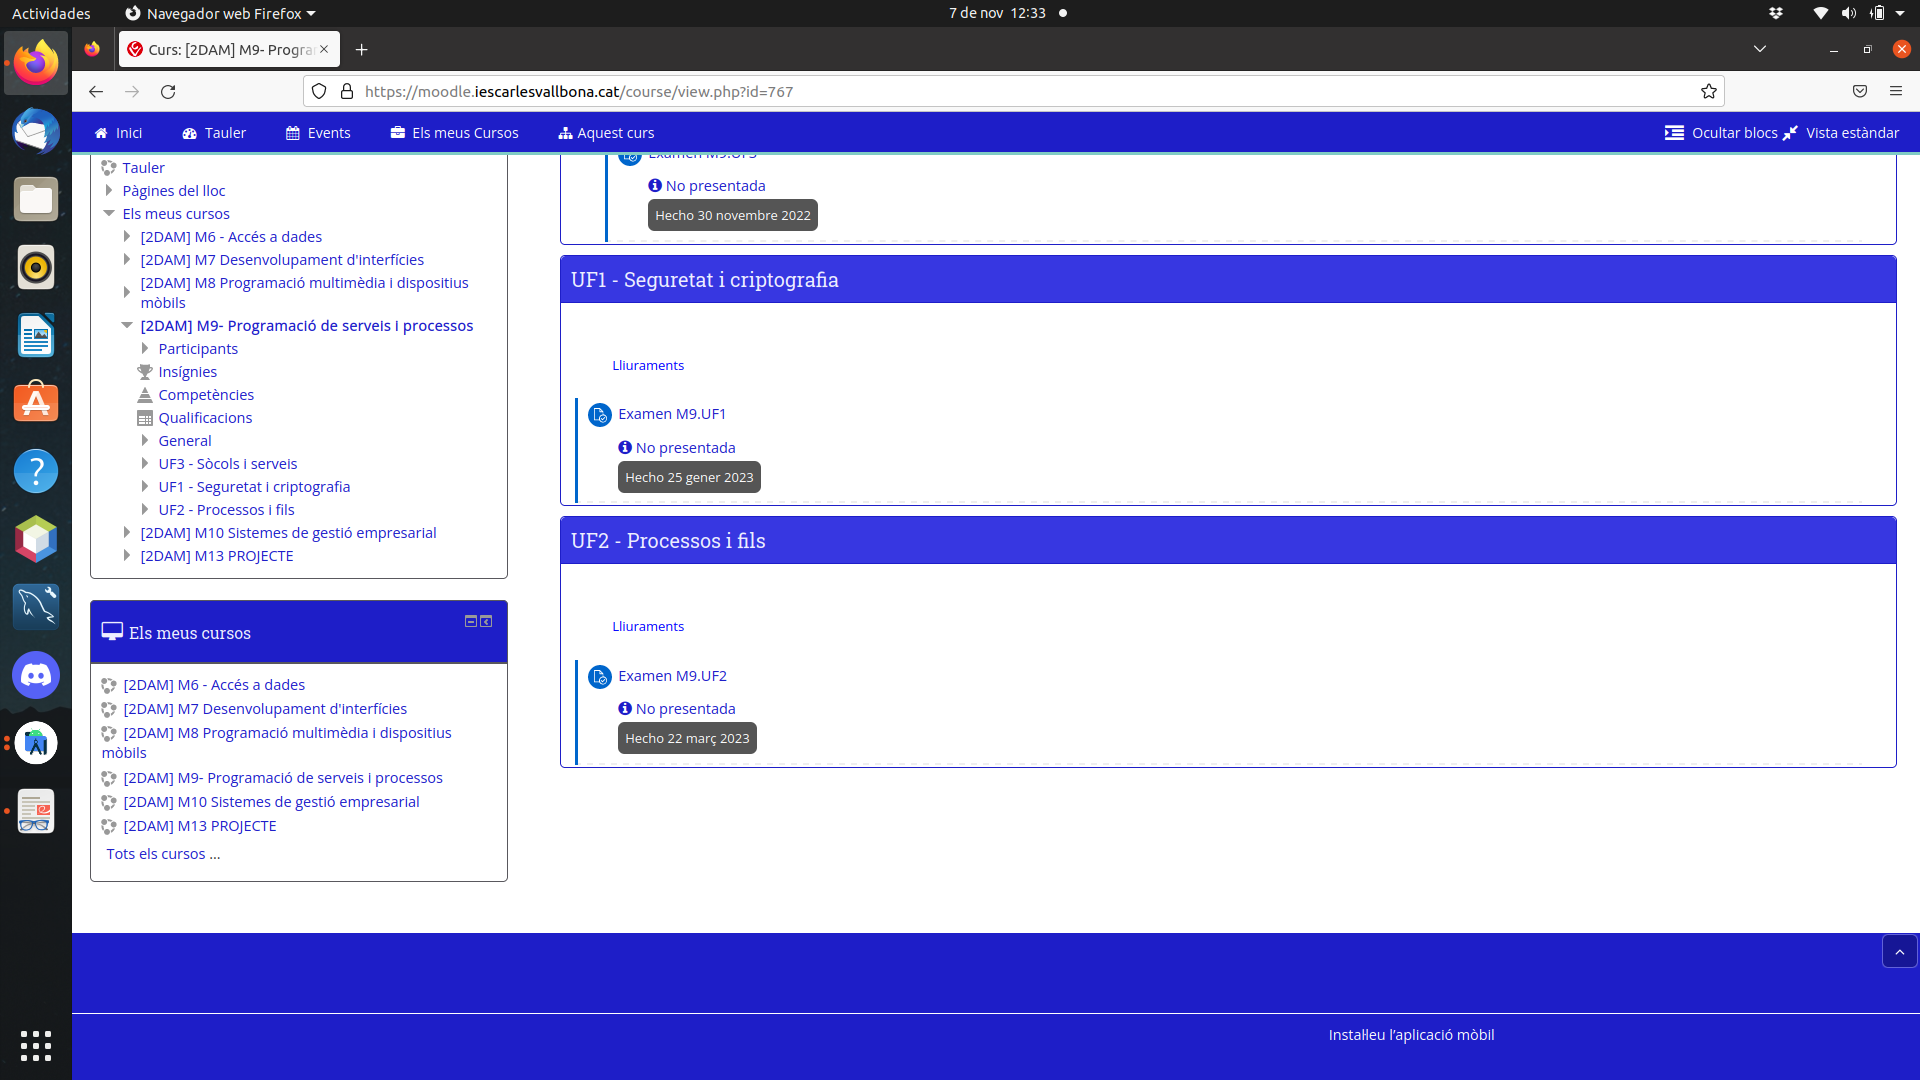 Actividades
Navegador web Firefox
7 de nov 12:33
Curs: [2DAM] M9- Progra
https://moodle.iescarlesvallbona.cat/course/view.php?id=767
Inici
Tauler
Events
Els meus Cursos
Aquest curs
Ocultar blocs
Vista estàndar
Tauler
Pàgines del lloc
Els meus cursos
[2DAM] M6 - Accés a dades
[2DAM] M7 Desenvolupament d'interfícies
[2DAM] M8 Programació multimèdia i dispositius
mòbils
[2DAM] M9- Programació de serveis i processos
Participants
Insígnies
Competències
Qualificacions
General
UF3 - Sòcols i serveis
UF1 - Seguretat i criptografia
UF2 - Processos i fils
[2DAM] M10 Sistemes de gestió empresarial
[2DAM] M13 PROJECTE
Els meus cursos
[2DAM] M6 - Accés a dades
[2DAM] M7 Desenvolupament d'interfícies
[2DAM] M8 Programació multimèdia i dispositius
mòbils
[2DAM] M9- Programació de serveis i processos
[2DAM] M10 Sistemes de gestió empresarial
[2DAM] M13 PROJECTE
Tots els cursos ...
Examen M9.UF3
No presentada
Hecho 30 novembre 2022
UF1 - Seguretat i criptografia
Lliuraments
Examen M9.UF1
No presentada
Hecho 25 gener 2023
UF2 - Processos i fils
Lliuraments
Examen M9.UF2
No presentada
Hecho 22 març 2023
Instal·leu l'aplicació mòbil